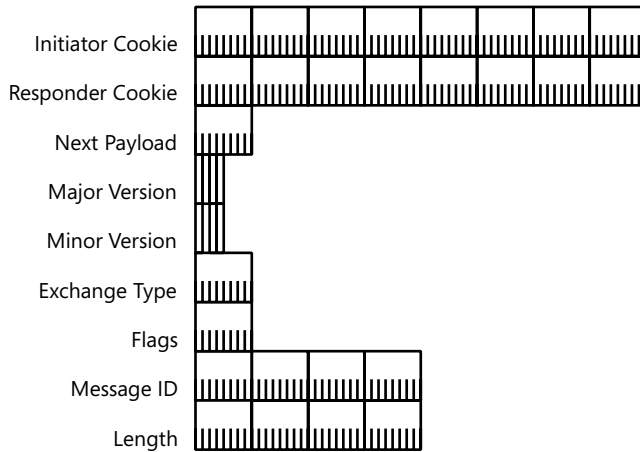 Initiator Cookie
Responder Cookie
Next Payload
Major Version
Minor Version
Exchange Type
Flags
Message ID
Length